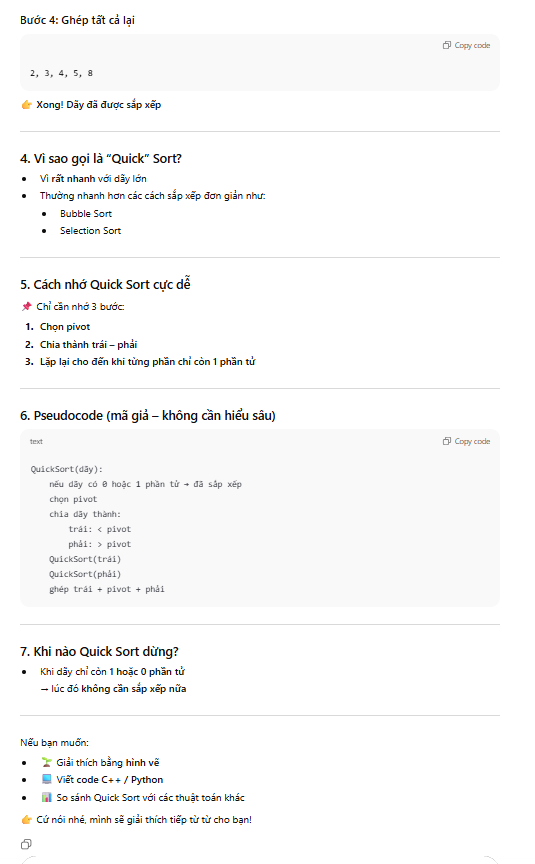 Bước 4: Ghép tất cả lại
Copy code
2, 3, 4, 5, 8
👉 Xong! Dãy đã được sắp xếp
4. Vì sao gọi là “Quick” Sort?
• Vì rất nhanh với dãy lớn
• Thường nhanh hơn các cách sắp xếp đơn giản như:
• Bubble Sort
• Selection Sort
5. Cách nhớ Quick Sort cực dễ
📌 Chỉ cần nhớ 3 bước:
1. Chọn pivot
2. Chia thành trái – phải
3. Lặp lại cho đến khi từng phần chỉ còn 1 phần tử
6. Pseudocode (mã giả – không cần hiểu sâu)
text
Copy code
QuickSort(dãy):
    nếu dãy có 0 hoặc 1 phần tử → đã sắp xếp
    chọn pivot
    chia dãy thành:
        trái: < pivot
        phải: > pivot
    QuickSort(trái)
    QuickSort(phải)
    ghép trái + pivot + phải
7. Khi nào Quick Sort dừng?
• Khi dãy chỉ còn 1 hoặc 0 phần tử
→ lúc đó không cần sắp xếp nữa
Nếu bạn muốn:
• 🌱 Giải thích bằng hình vẽ
• 💻 Viết code C++ / Python
• 📊 So sánh Quick Sort với các thuật toán khác
👉 Cứ nói nhé, mình sẽ giải thích tiếp từ từ cho bạn!